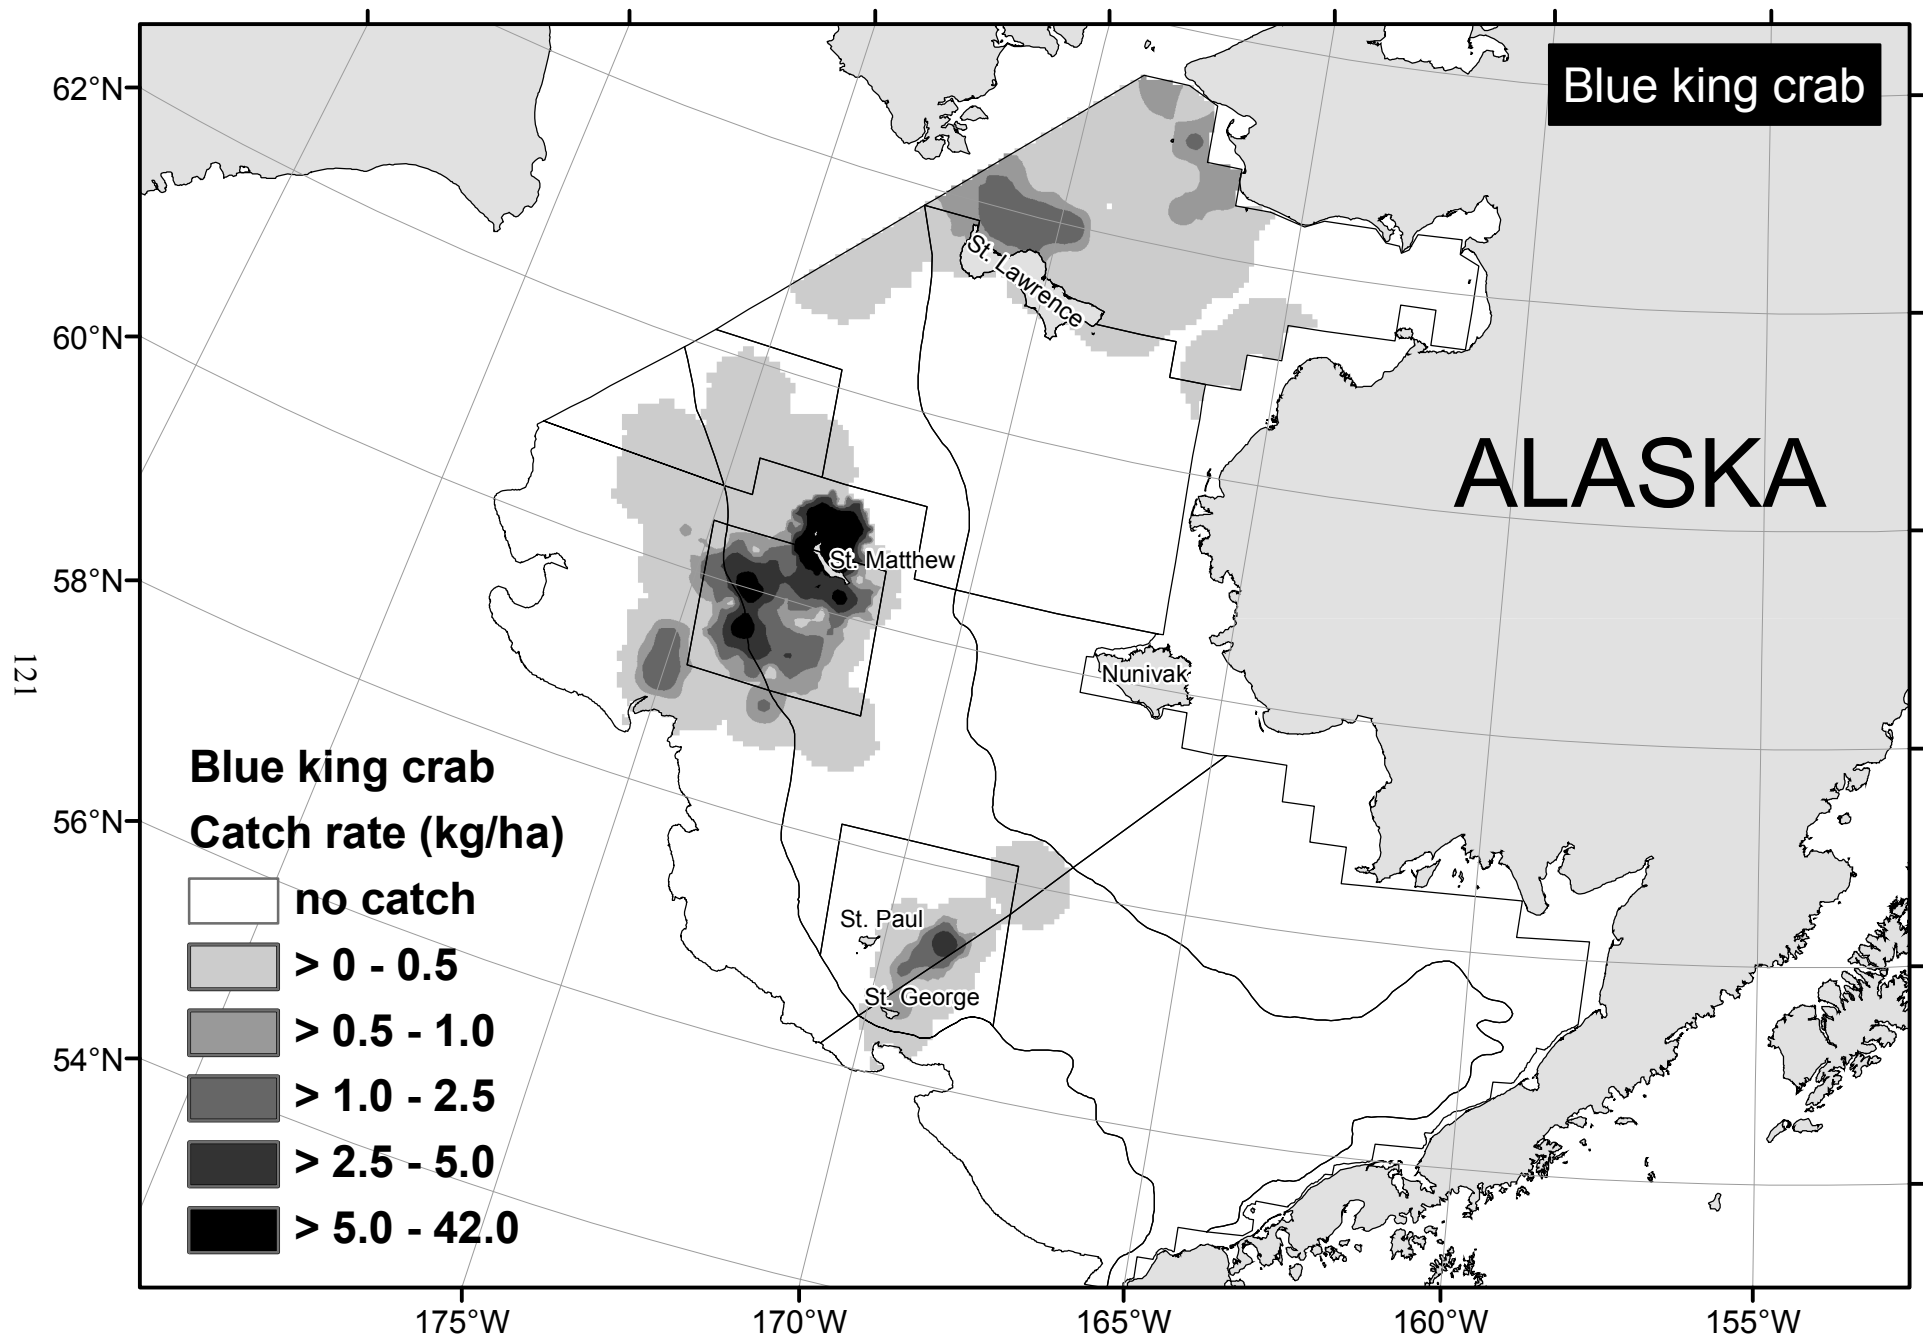 Blue king crab
62°N
60°N
58°N
56°N
54°N
121
St. Lawrence
ALASKA
St. Matthew
Nunivak
St. Paul
St. George
Blue king crab
Catch rate (kg/ha)
no catch
> 0 - 0.5
> 0.5 - 1.0
> 1.0 - 2.5
> 2.5 - 5.0
> 5.0 - 42.0
175°W
170°W
165°W
160°W
155°W